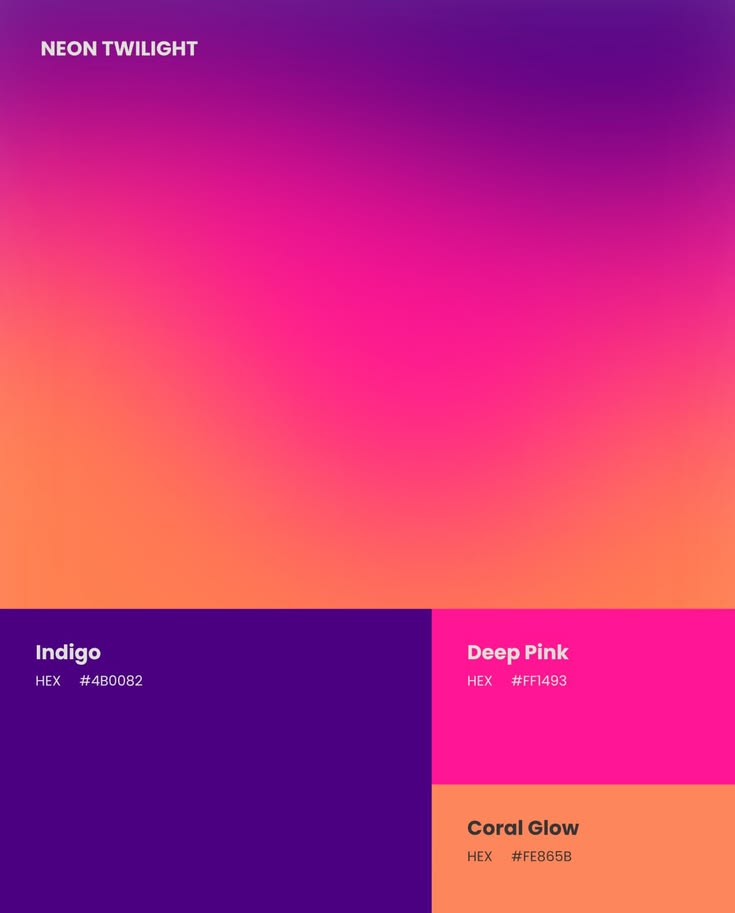 NEON TWILIGHT
Indigo
HEX #4B0082
Deep Pink
HEX #FF1493
Coral Glow
HEX #FE865B